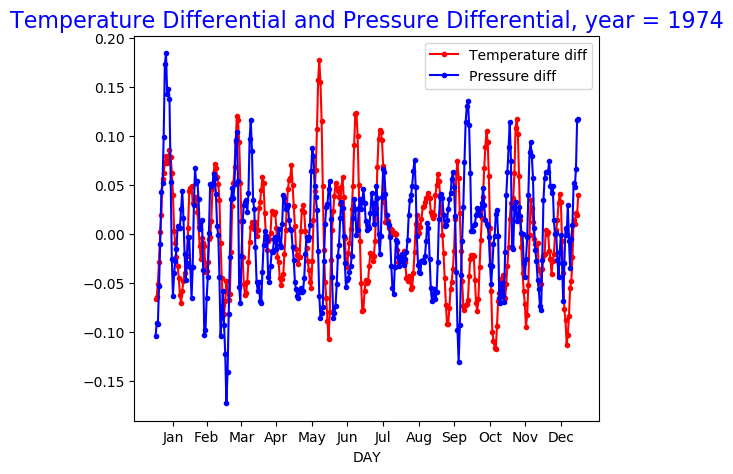 Temperature Differential and Pressure Differential, year = 1974
0.20
0.15
0.10
0.05
0.00
−0.05
−0.10
−0.15
Temperature diff
Pressure diff
Jan Feb Mar Apr May Jun Jul Aug Sep Oct Nov Dec
DAY